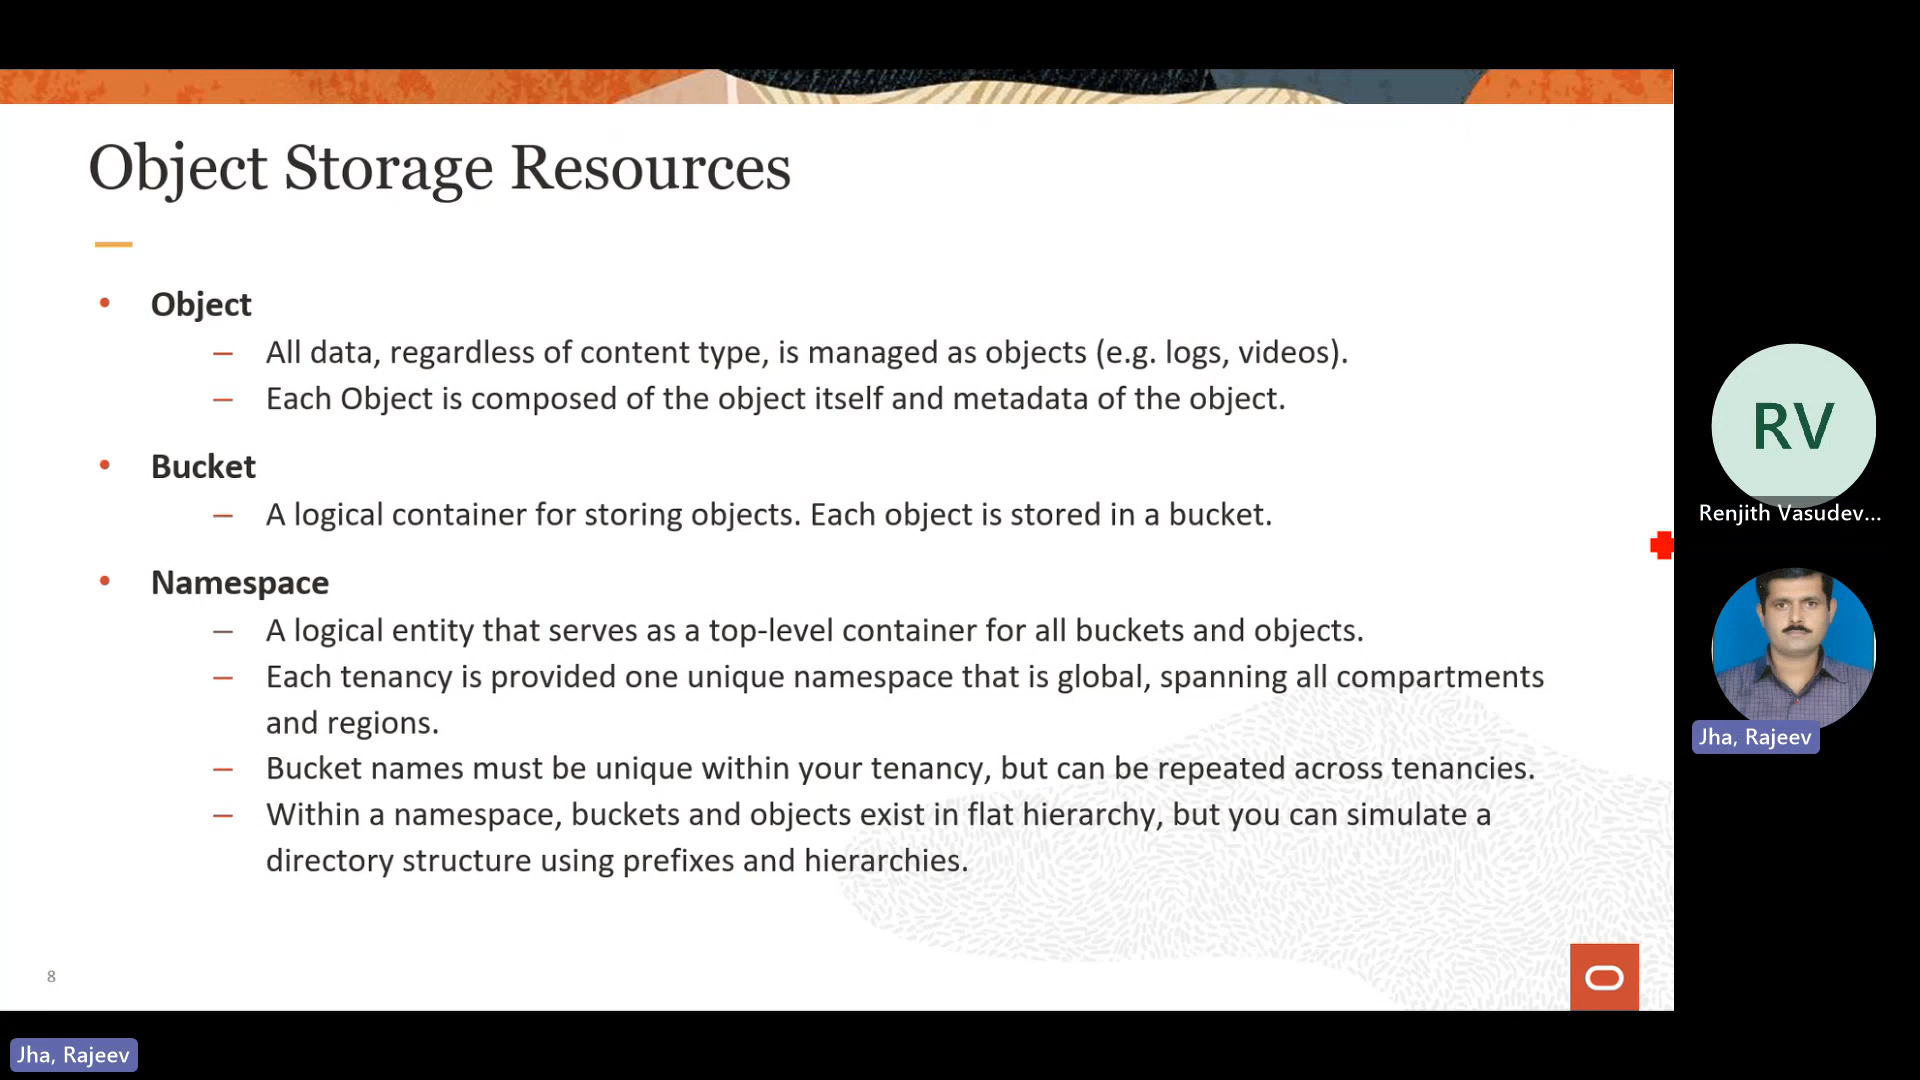 Object Storage Resources
• Object
– All data, regardless of content type, is managed as objects (e.g. logs, videos).
– Each Object is composed of the object itself and metadata of the object.
• Bucket
– A logical container for storing objects. Each object is stored in a bucket.
• Namespace
– A logical entity that serves as a top-level container for all buckets and objects.
– Each tenancy is provided one unique namespace that is global, spanning all compartments
and regions.
– Bucket names must be unique within your tenancy, but can be repeated across tenancies.
– Within a namespace, buckets and objects exist in flat hierarchy, but you can simulate a
directory structure using prefixes and hierarchies.
8
RV
Renjith Vasudev...
Jha, Rajeev
Jha, Rajeev